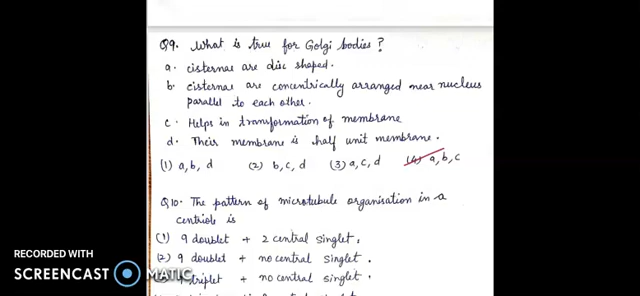 Q9. What is true for Golgi bodies?
a. cisternae are disc shaped.
b. cisternae are concentrically arranged near nucleus
parallel to each other.
c. Helps in transformation of membrane
d. Their membrane is half unit membrane.
(1) a, b, d (2) b, c, d (3) a, c, d (4) a, b, c
Q10. The pattern of microtubule organisation in a
centriole is
(1) 9 doublet + 2 central singlet.
(2) 9 doublet + no central singlet.
triplet + no central singlet.
RECORDED WITH
SCREENCAST MATIC